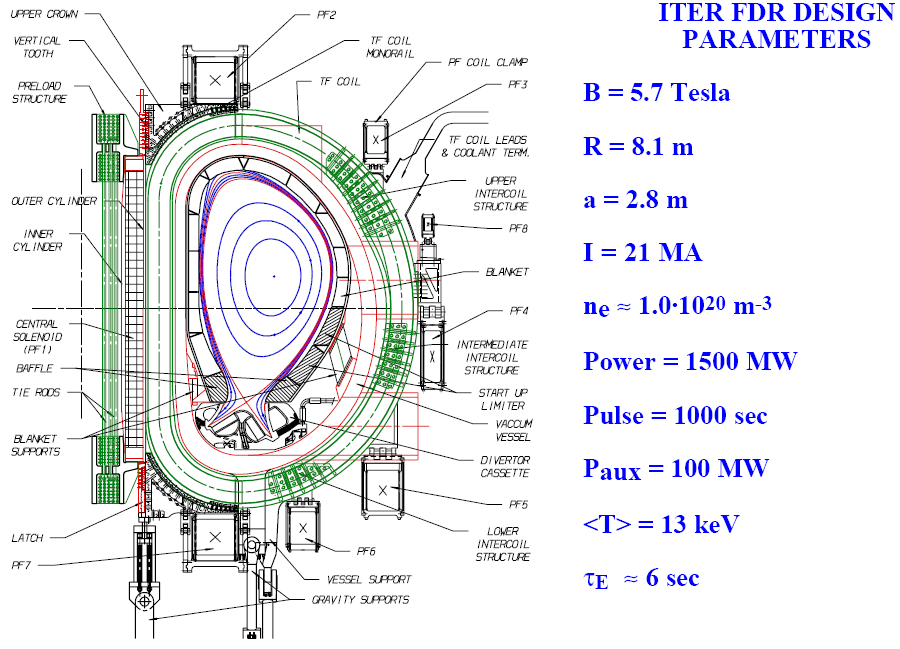 UPPER CROWN
VERTICAL
TOOTH
PRELOAD
STRUCTURE
OUTER CYLINDER
INNER
CYLINDER
CENTRAL
SOLENOID
(PF1)
BAFFLE
TIE RODS
BLANKET
SUPPORTS
LATCH
PF7
PF2
TF COIL
MONORAIL
TF COIL
PF COIL CLAMP
PF3
TF COIL LEADS
& COOLANT TERM.
UPPER
INTERCOIL
STRUCTURE
PF8
BLANKET
PF4
INTERMEDIATE
INTERCOIL
STRUCTURE
START UP
LIMITER
VACCUM
VESSEL
DIVERTOR
CASSETTE
PF5
LOWER
INTERCOIL
STRUCTURE
PF6
VESSEL SUPPORT
GRAVITY SUPPORTS
ITER FDR DESIGN
PARAMETERS
B = 5.7 Tesla
R = 8.1 m
a = 2.8 m
I = 21 MA
ne ≈ 1.0·10²⁰ m⁻³
Power = 1500 MW
Pulse = 1000 sec
Paux = 100 MW
<T> = 13 keV
τE ≈ 6 sec